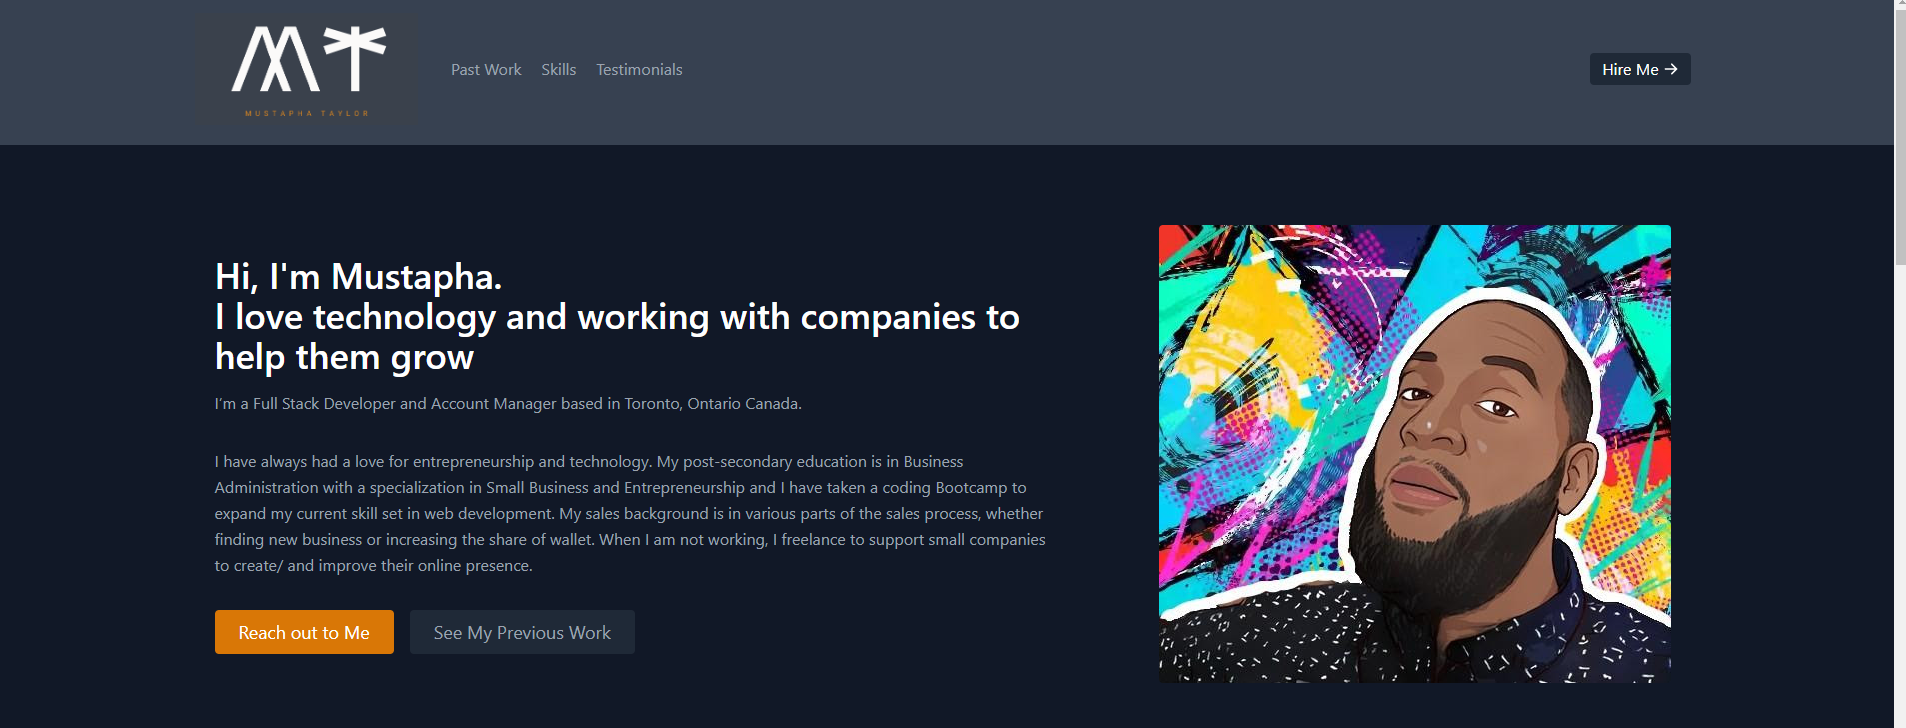 MT
MUSTAPHA TAYLOR
Past Work Skills Testimonials
Hire Me →
Hi, I'm Mustapha.
I love technology and working with companies to
help them grow
I’m a Full Stack Developer and Account Manager based in Toronto, Ontario Canada.
I have always had a love for entrepreneurship and technology. My post-secondary education is in Business
Administration with a specialization in Small Business and Entrepreneurship and I have taken a coding Bootcamp to
expand my current skill set in web development. My sales background is in various parts of the sales process, whether
finding new business or increasing the share of wallet. When I am not working, I freelance to support small companies
to create/ and improve their online presence.
Reach out to Me
See My Previous Work